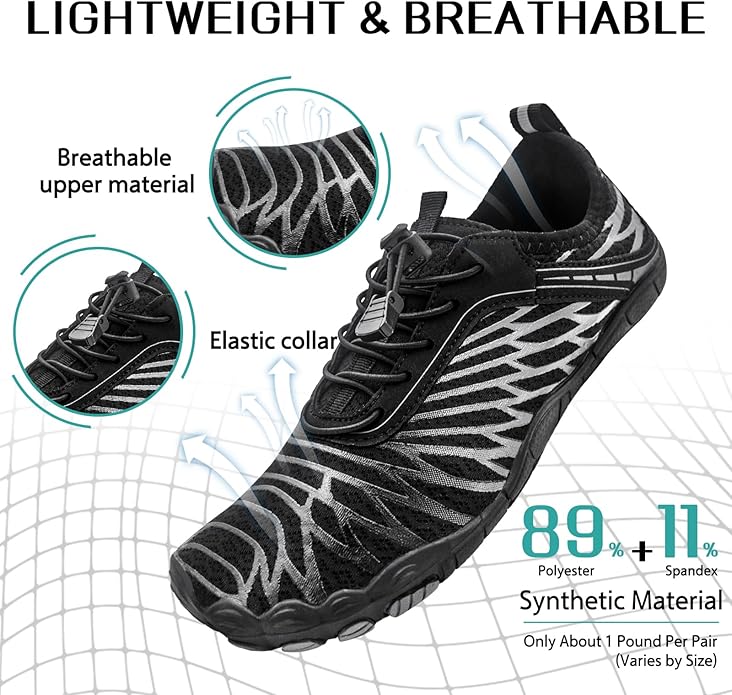 LIGHTWEIGHT & BREATHABLE
Breathable
upper material
Elastic collar
89% + 11%
Polyester Spandex
Synthetic Material
Only About 1 Pound Per Pair
(Varies by Size)